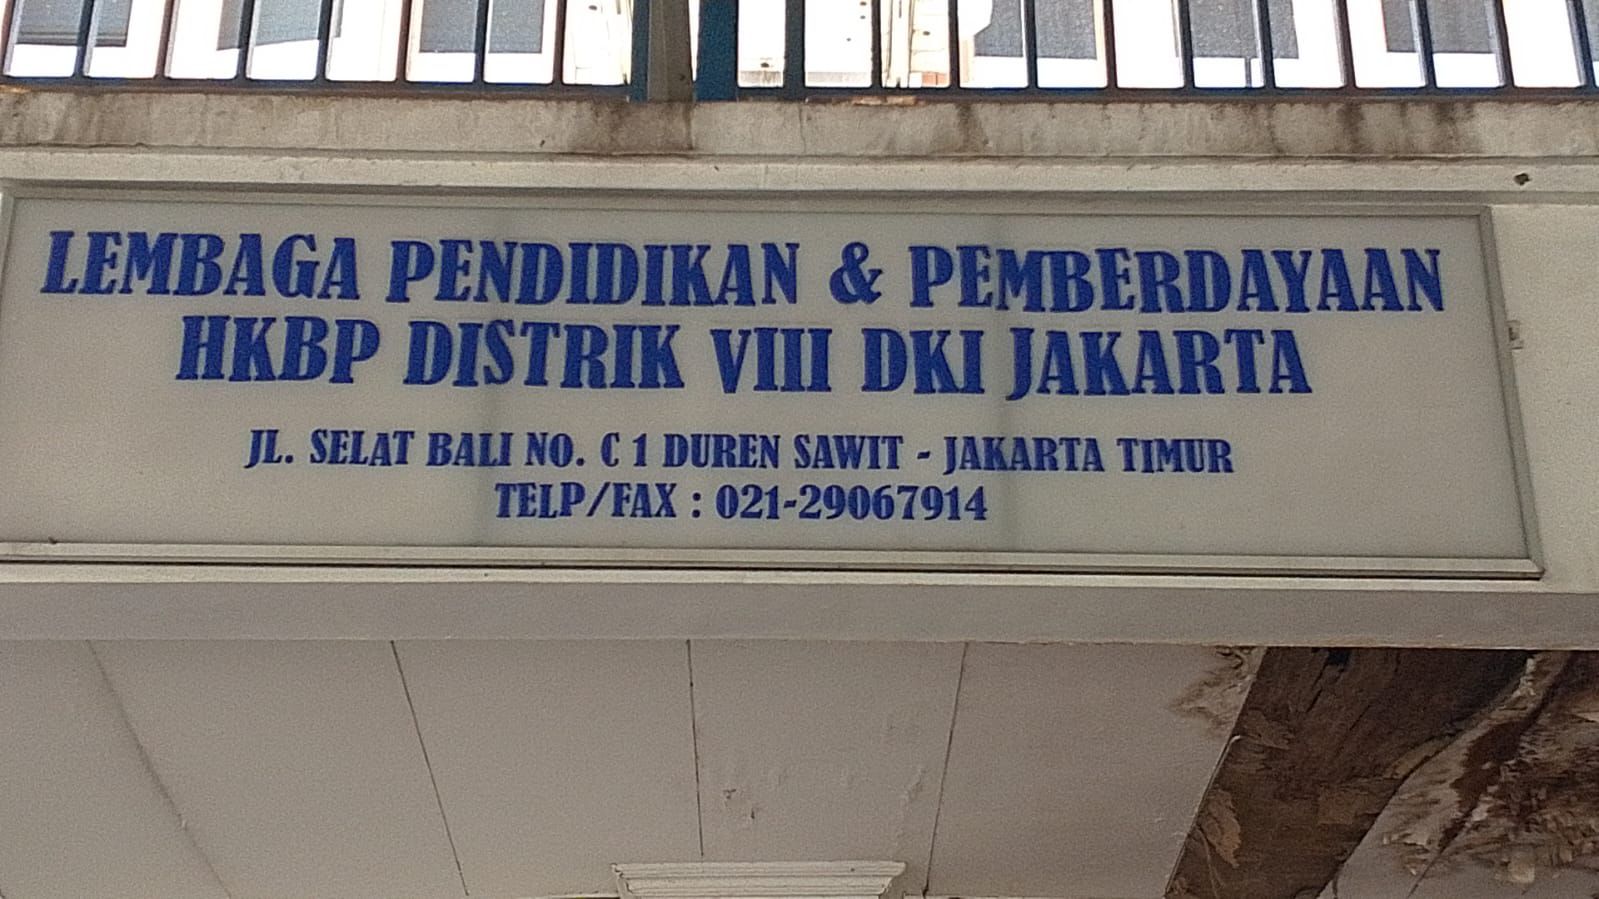 LEMBAGA PENDIDIKAN & PEMBERDAYAAN
HKBP DISTRIK VIII DKI JAKARTA
JL. SELAT BALI NO. C 1 DUREN SAWIT - JAKARTA TIMUR
TELP/FAX : 021-29067914